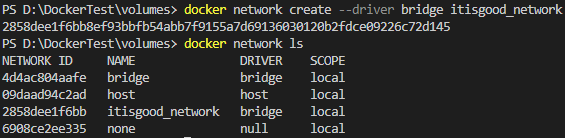 PS D:\DockerTest\volumes> docker network create --driver bridge itisgood_network
2858dee1f6bb8ef93bbfb54abb7f9155a7d69136030120b2fdce09226c72d145
PS D:\DockerTest\volumes> docker network ls
NETWORK ID     NAME               DRIVER    SCOPE
4d4ac804aafe   bridge             bridge    local
09daad94c2ad   host               host      local
2858dee1f6bb   itisgood_network   bridge    local
6908ce2ee335   none               null      local